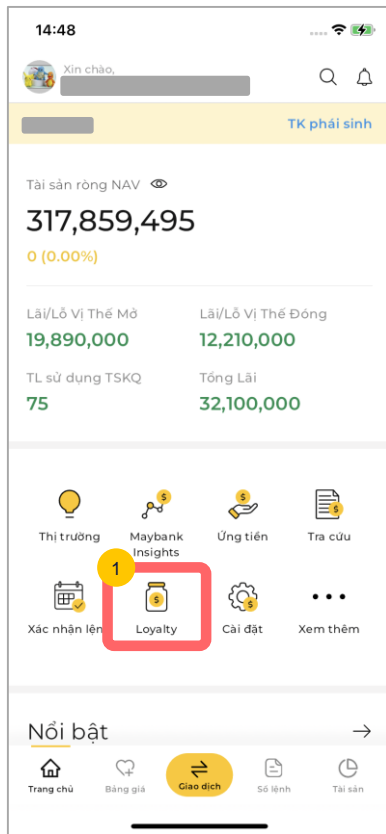 14:48
Xin chào,
TK phái sinh
Tài sản ròng NAV
317,859,495
0 (0.00%)
Lãi/Lỗ Vị Thế Mở
Lãi/Lỗ Vị Thế Đóng
19,890,000
12,210,000
TL sử dụng TSKQ
Tổng Lãi
75
32,100,000
Thị trường
Maybank Insights
Ứng tiền
Tra cứu
1
Xác nhận lện
Loyalty
Cài đặt
Xem thêm
Nổi bật
Trang chủ
Bảng giá
Giao dịch
Sổ lệnh
Tài sản